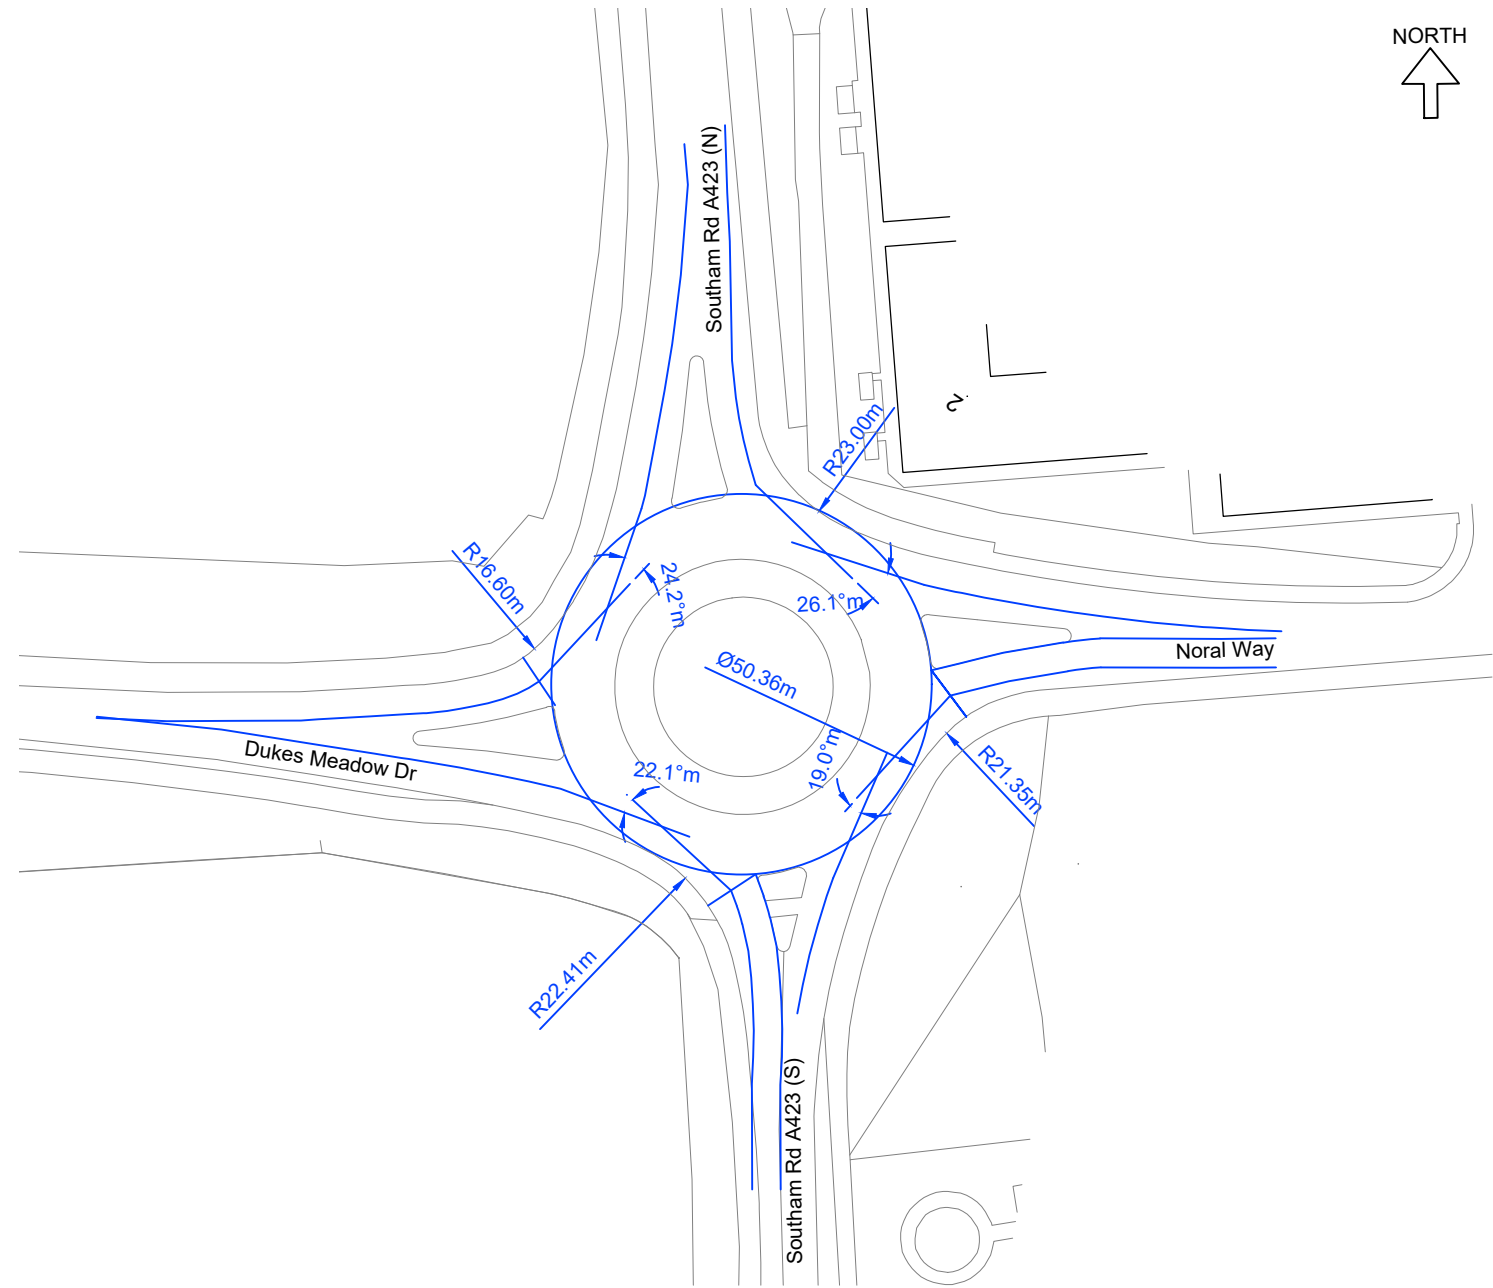 NORTH
Southam Rd A423 (N)
2
R23.00m
R16.60m
24.2°m
26.1°m
Noral Way
Ø50.36m
Dukes Meadow Dr
22.1°m
19.0°m
R21.35m
R22.41m
Southam Rd A423 (S)